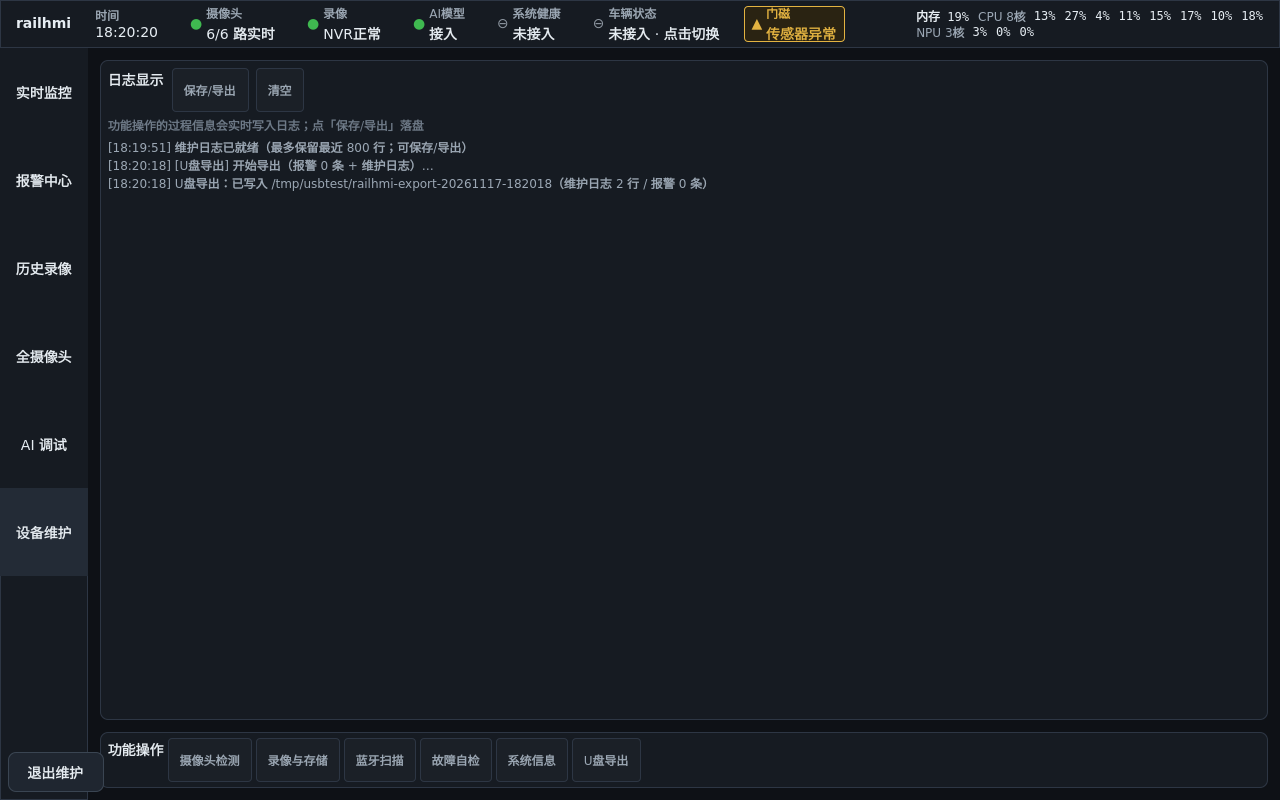 railhmi
时间
18:20:20
摄像头
6/6 路实时
录像
NVR正常
AI模型
接入
系统健康
未接入
车辆状态
未接入 · 点击切换
门磁
传感器异常
内存 19% CPU 8核 13% 27% 4% 11% 15% 17% 10% 18%
NPU 3核 3% 0% 0%
实时监控
报警中心
历史录像
全摄像头
AI 调试
设备维护
退出维护
日志显示
保存/导出
清空
功能操作的过程信息会实时写入日志；点「保存/导出」落盘
[18:19:51] 维护日志已就绪（最多保留最近 800 行；可保存/导出）
[18:20:18] [U盘导出] 开始导出（报警 0 条 + 维护日志）…
[18:20:18] U盘导出：已写入 /tmp/usbtest/railhmi-export-20261117-182018（维护日志 2 行 / 报警 0 条）
功能操作
摄像头检测
录像与存储
蓝牙扫描
故障自检
系统信息
U盘导出